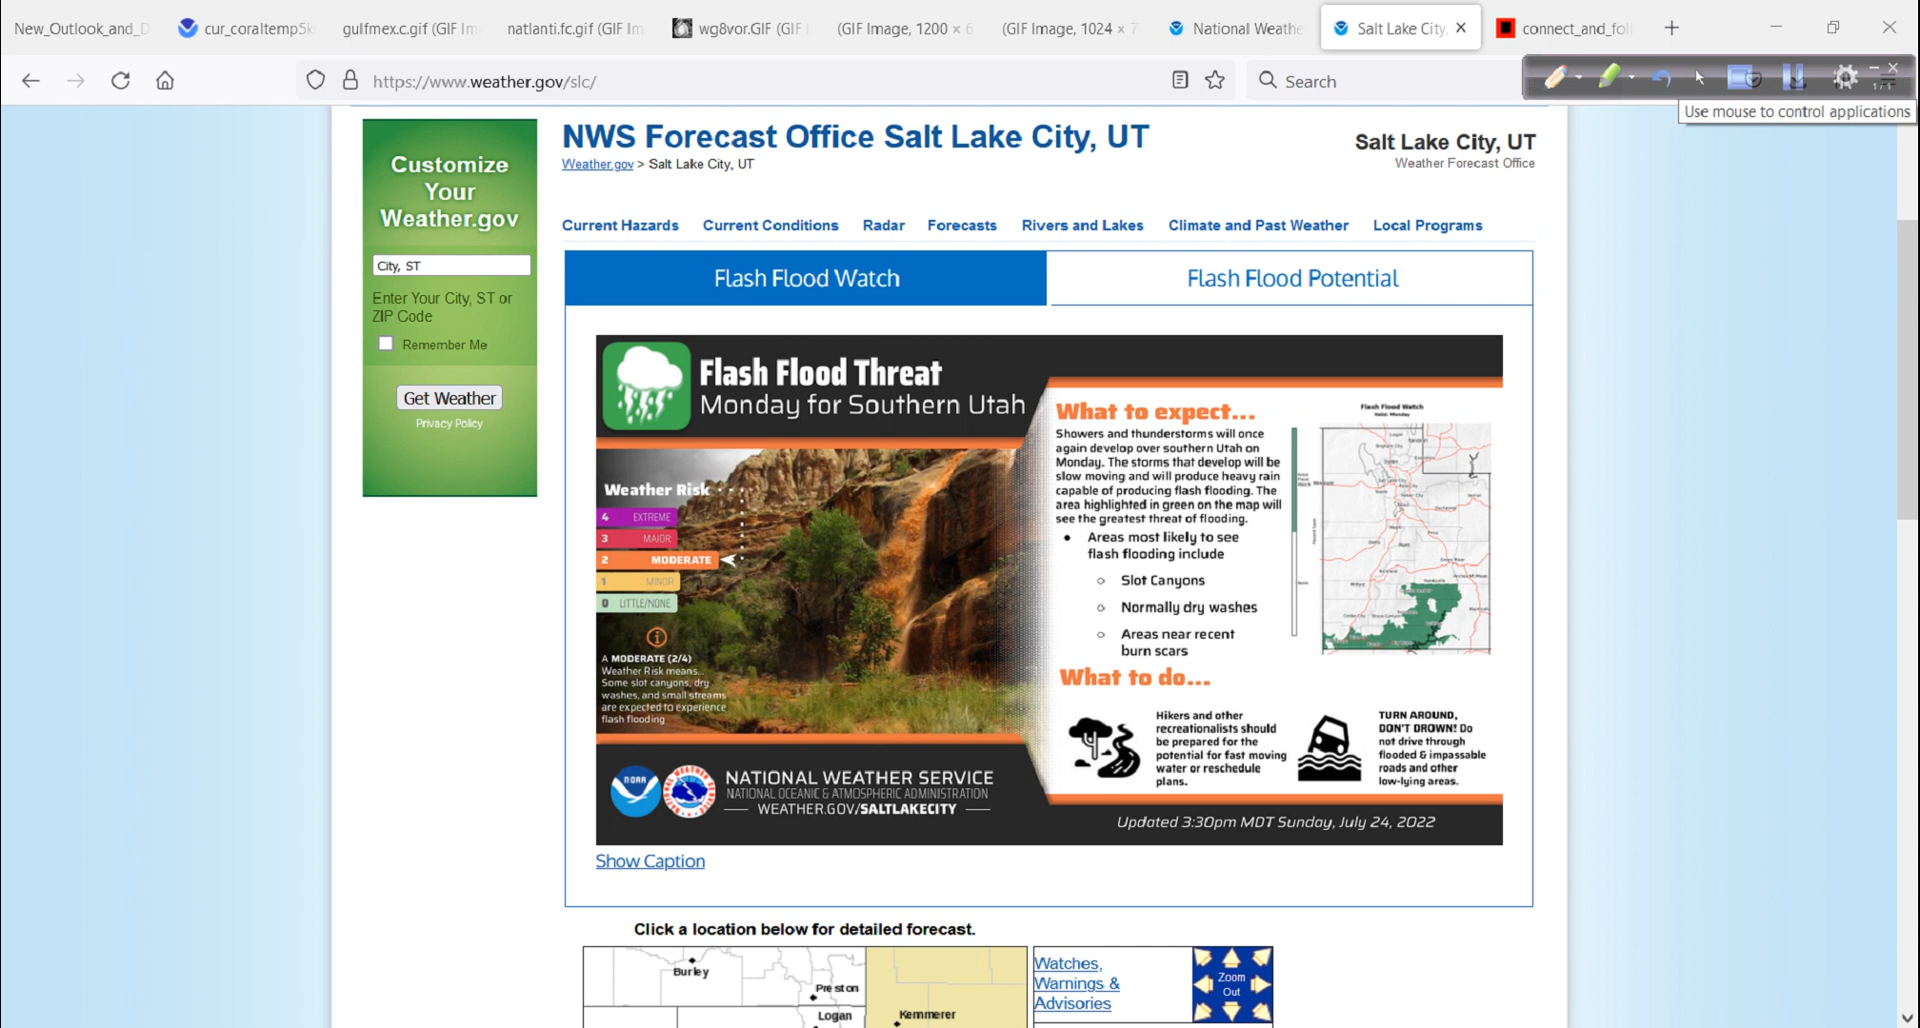 New_Outlook_and_D
cur_coraltemp5k
gulfmex.c.gif (GIF Im
natlanti.fc.gif (GIF Im
wg8vor.GIF (GIF I
(GIF Image, 1200 × 6
(GIF Image, 1024 × 7
National Weathe
Salt Lake City,
connect_and_foll
https://www.weather.gov/slc/
Search
1 / 1
Use mouse to control applications
Customize
Your
Weather.gov
City, ST
Enter Your City, ST or
ZIP Code
Remember Me
Get Weather
Privacy Policy
NWS Forecast Office Salt Lake City, UT
Weather.gov > Salt Lake City, UT
Salt Lake City, UT
Weather Forecast Office
Current Hazards Current Conditions Radar Forecasts Rivers and Lakes Climate and Past Weather Local Programs
Flash Flood Watch
Flash Flood Potential
Flash Flood Threat
Monday for Southern Utah
Weather Risk
4 EXTREME
3 MAJOR
2 MODERATE
1 MINOR
0 LITTLE/NONE
A MODERATE (2/4)
Weather Risk means...
Some slot canyons, dry
washes, and small streams
are expected to experience
flash flooding
What to expect...
Showers and thunderstorms will once
again develop over southern Utah on
Monday. The storms that develop will be
slow moving and will produce heavy rain
capable of producing flash flooding. The
area highlighted in green on the map will
see the greatest threat of flooding.
• Areas most likely to see
flash flooding include
○ Slot Canyons
○ Normally dry washes
○ Areas near recent
burn scars
Flash Flood Watch
Valid: Monday
What to do...
Hikers and other
recreationalists should
be prepared for the
potential for fast moving
water or reschedule
plans.
TURN AROUND,
DON'T DROWN! Do
not drive through
flooded & impassable
roads and other
low-lying areas.
NOAA
NATIONAL WEATHER SERVICE
NATIONAL OCEANIC & ATMOSPHERIC ADMINISTRATION
WEATHER.GOV/SALTLAKECITY
Updated 3:30pm MDT Sunday, July 24, 2022
Show Caption
Click a location below for detailed forecast.
Burley
Preston
Logan
Kemmerer
Watches,
Warnings &
Advisories
Zoom
Out